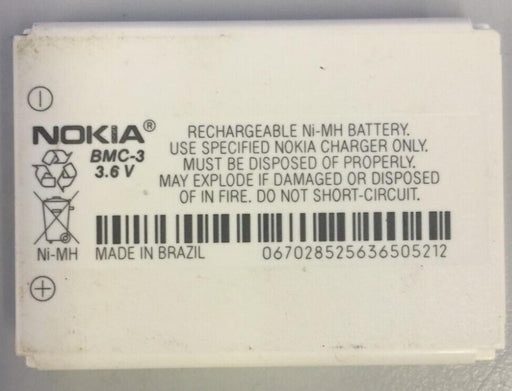 NOKIA®
BMC-3
3.6 V
RECHARGEABLE Ni-MH BATTERY.
USE SPECIFIED NOKIA CHARGER ONLY.
MUST BE DISPOSED OF PROPERLY.
MAY EXPLODE IF DAMAGED OR DISPOSED
OF IN FIRE. DO NOT SHORT-CIRCUIT.
Ni-MH
MADE IN BRAZIL
067028525636505212